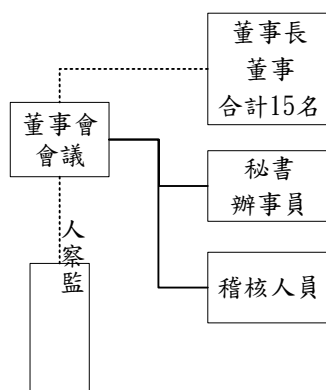 董事長
董事
合計15名
董事會
會議
秘書
辦事員
稽核人員
人
察
監